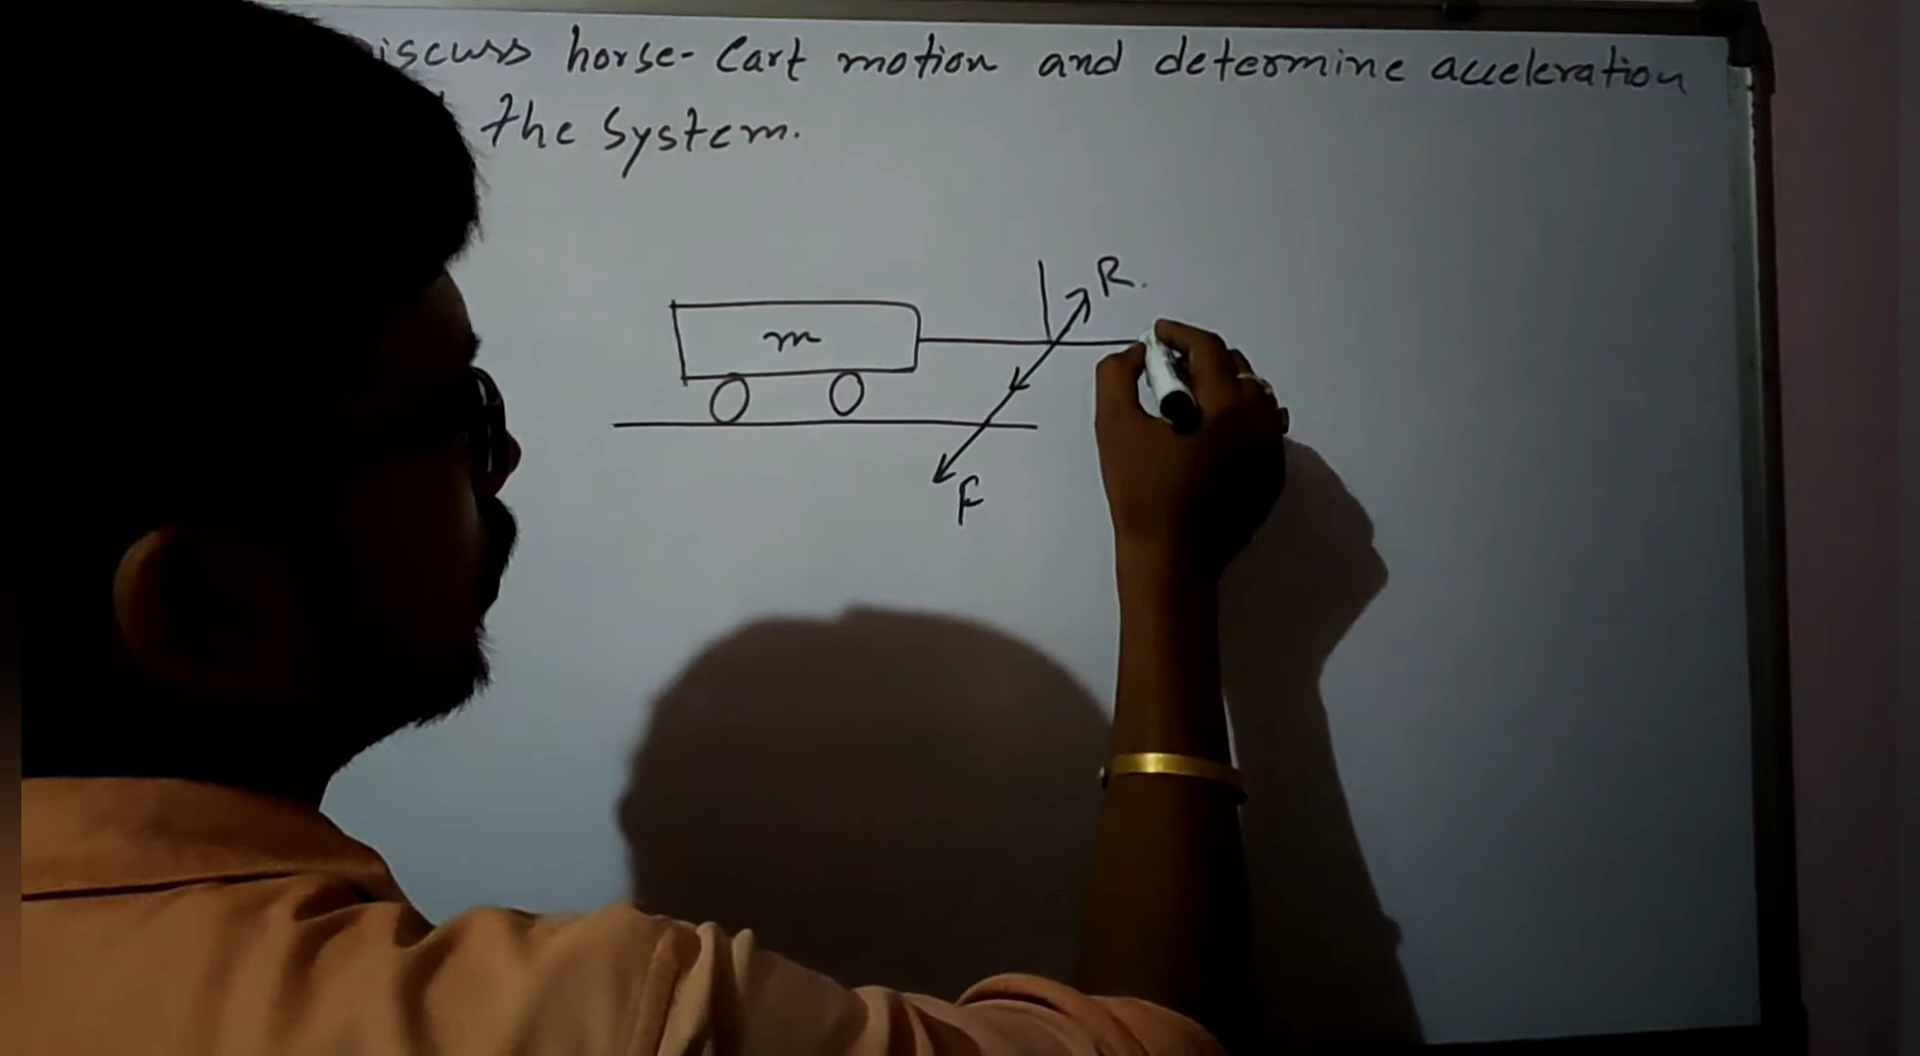 iscuss horse-Cart motion and determine acceleration
the System.
R.
m
F